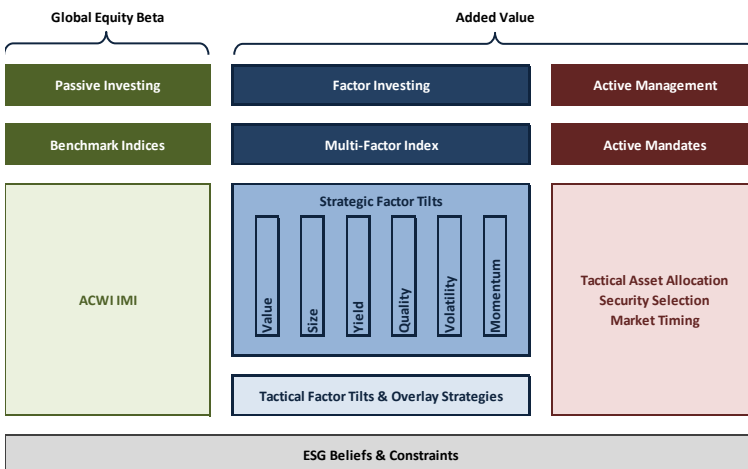 Global Equity Beta
Added Value
Passive Investing
Factor Investing
Active Management
Benchmark Indices
Multi-Factor Index
Active Mandates
Strategic Factor Tilts
Value
Size
Yield
Quality
Volatility
Momentum
ACWI IMI
Tactical Asset Allocation
Security Selection
Market Timing
Tactical Factor Tilts & Overlay Strategies
ESG Beliefs & Constraints